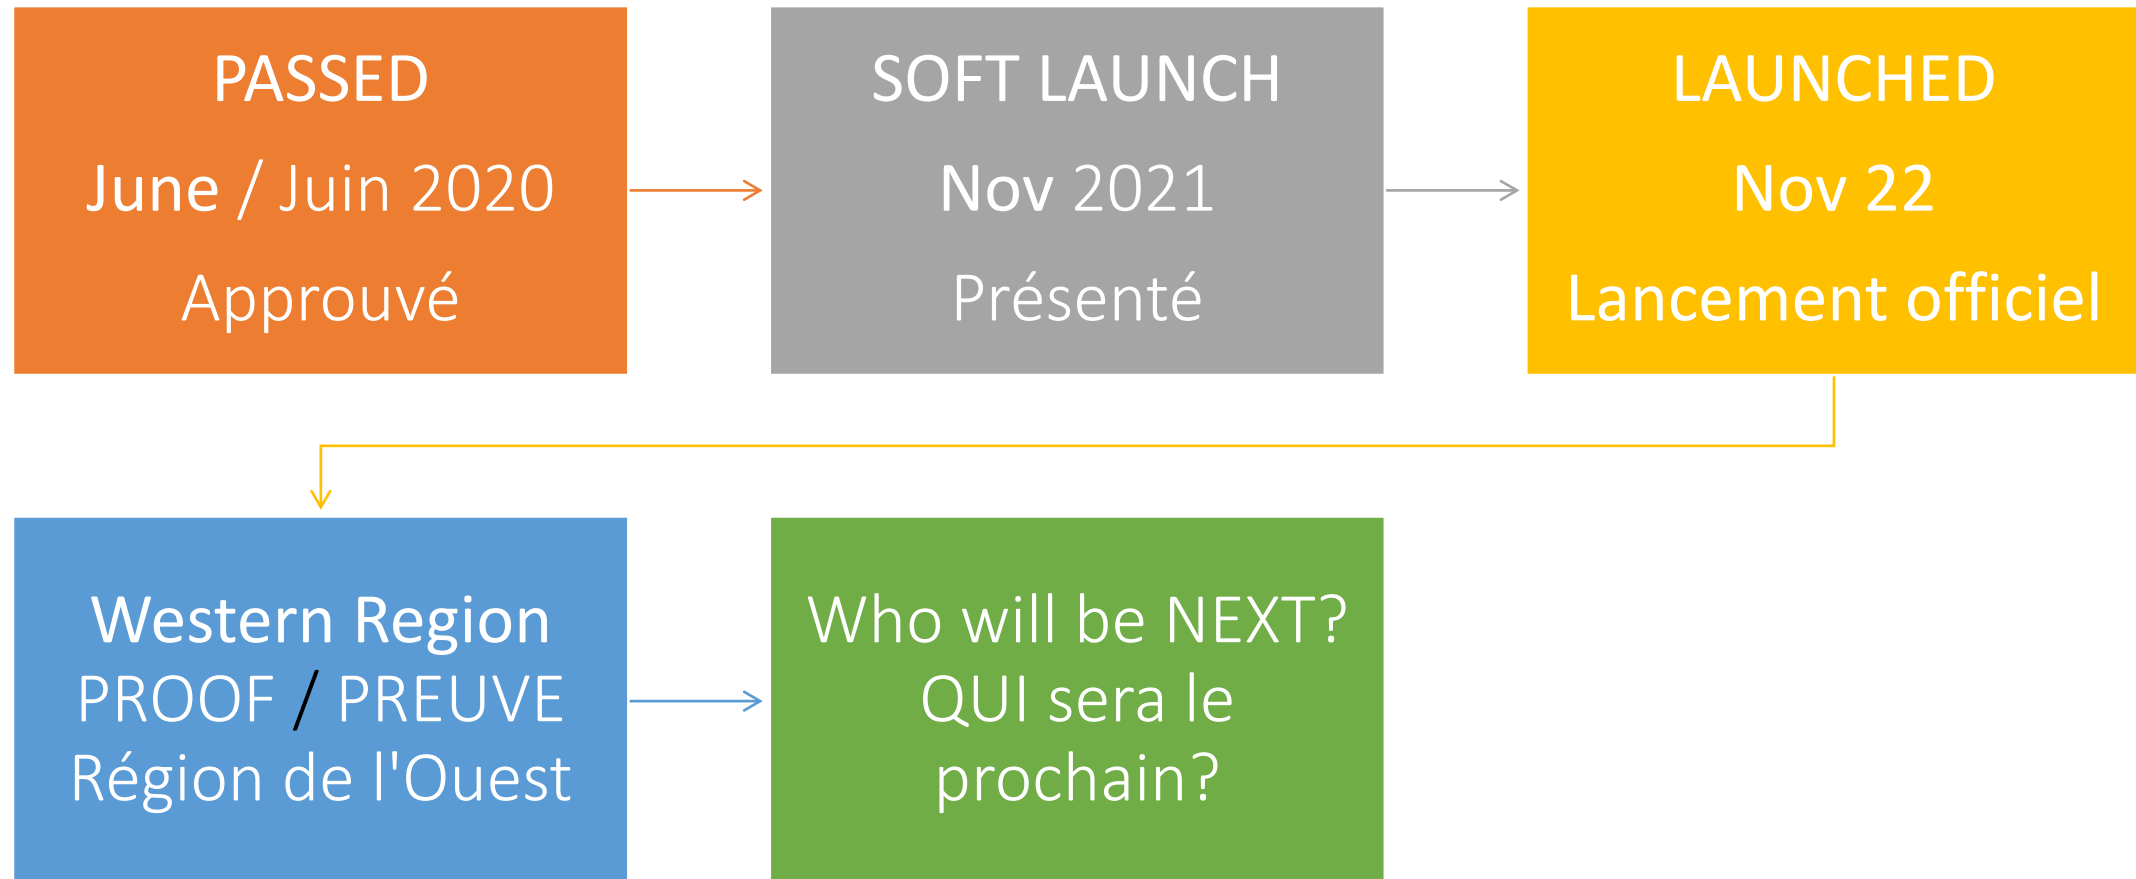 PASSED
June / Juin 2020
Approuvé
SOFT LAUNCH
Nov 2021
Présenté
LAUNCHED
Nov 22
Lancement officiel
Western Region
PROOF / PREUVE
Région de l'Ouest
Who will be NEXT?
QUI sera le
prochain?